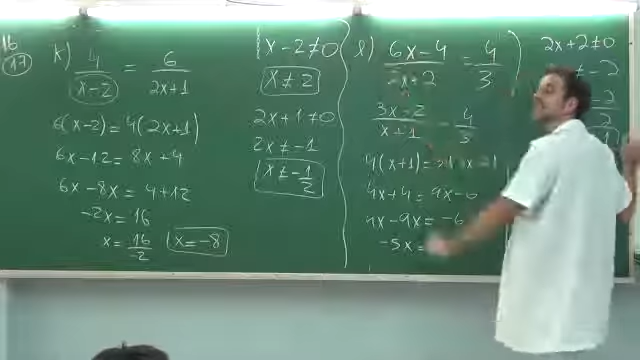 16
17
k) 4/(x-2) = 6/(2x+1)
6(x-2) = 4(2x+1)
6x-12 = 8x+4
6x-8x = 4+12
-2x = 16
x = 16/-2 x = -8
x-2≠0
x≠2
2x+1≠0
2x≠-1
x≠-1/2
l) 6x-4/2x+2 = 4/3
3x-2/x+1 = 4/3
4(x+1) =
4x+4 = 9x-6
4x-9x = -6
-5x =
2x+2≠0
≠-2